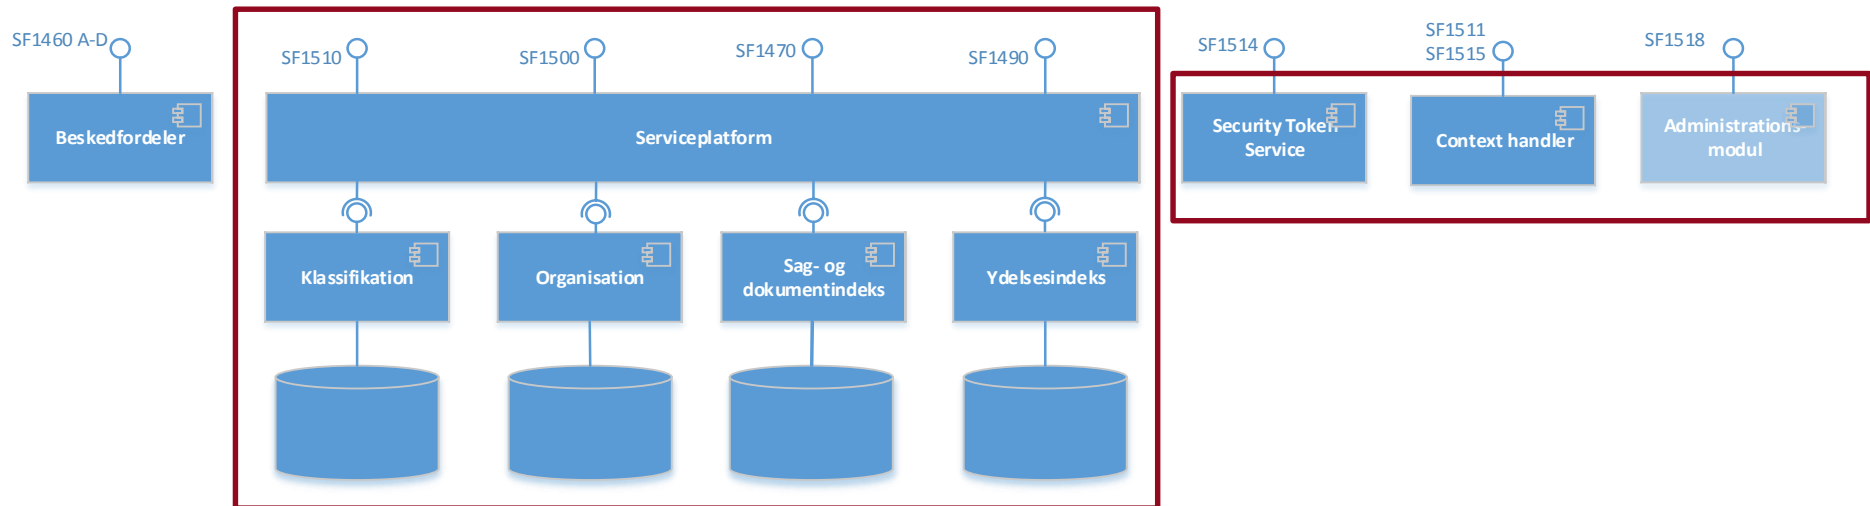 SF1460 A-D
SF1510
SF1500
SF1470
SF1490
SF1514
SF1511
SF1515
SF1518
Beskedfordeler
Serviceplatform
Security Token
Service
Context handler
Administrations-
modul
Klassifikation
Organisation
Sag- og
dokumentindeks
Ydelsesindeks